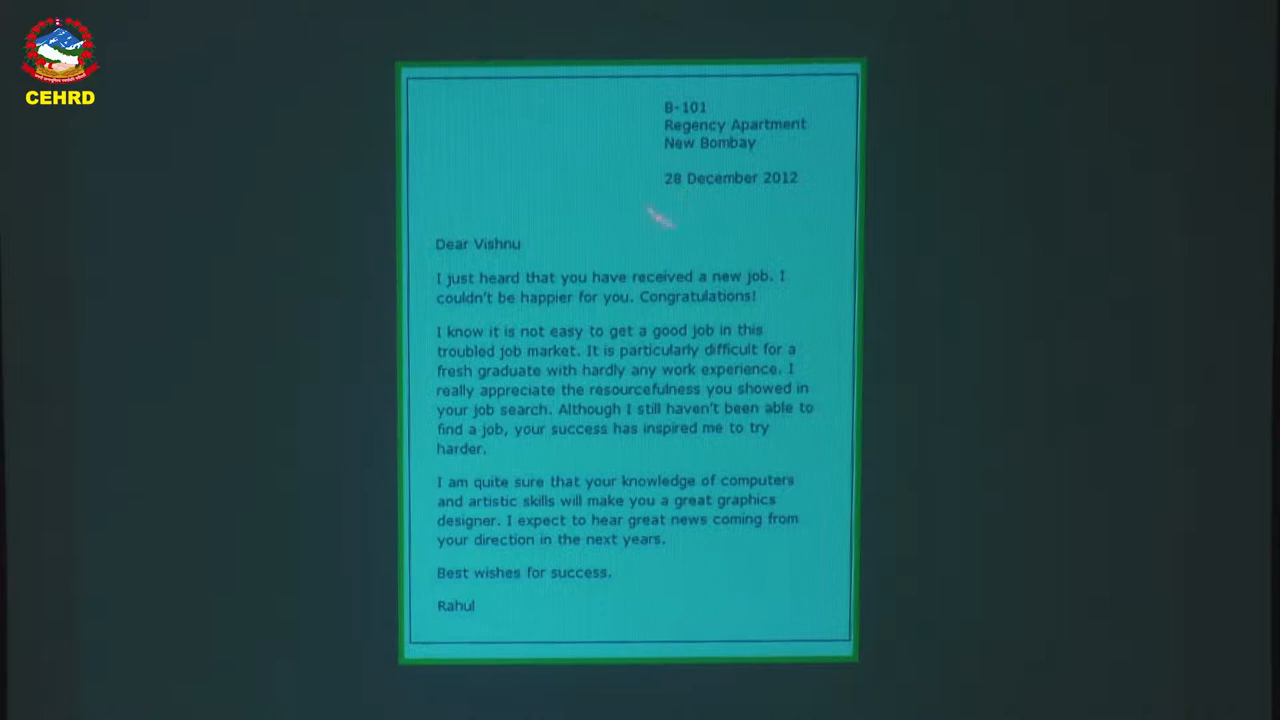 CEHRD
B-101
Regency Apartment
New Bombay
28 December 2012
Dear Vishnu
I just heard that you have received a new job. I
couldn't be happier for you. Congratulations!
I know it is not easy to get a good job in this
troubled job market. It is particularly difficult for a
fresh graduate with hardly any work experience. I
really appreciate the resourcefulness you showed in
your job search. Although I still haven't been able to
find a job, your success has inspired me to try
harder.
I am quite sure that your knowledge of computers
and artistic skills will make you a great graphics
designer. I expect to hear great news coming from
your direction in the next years.
Best wishes for success.
Rahul